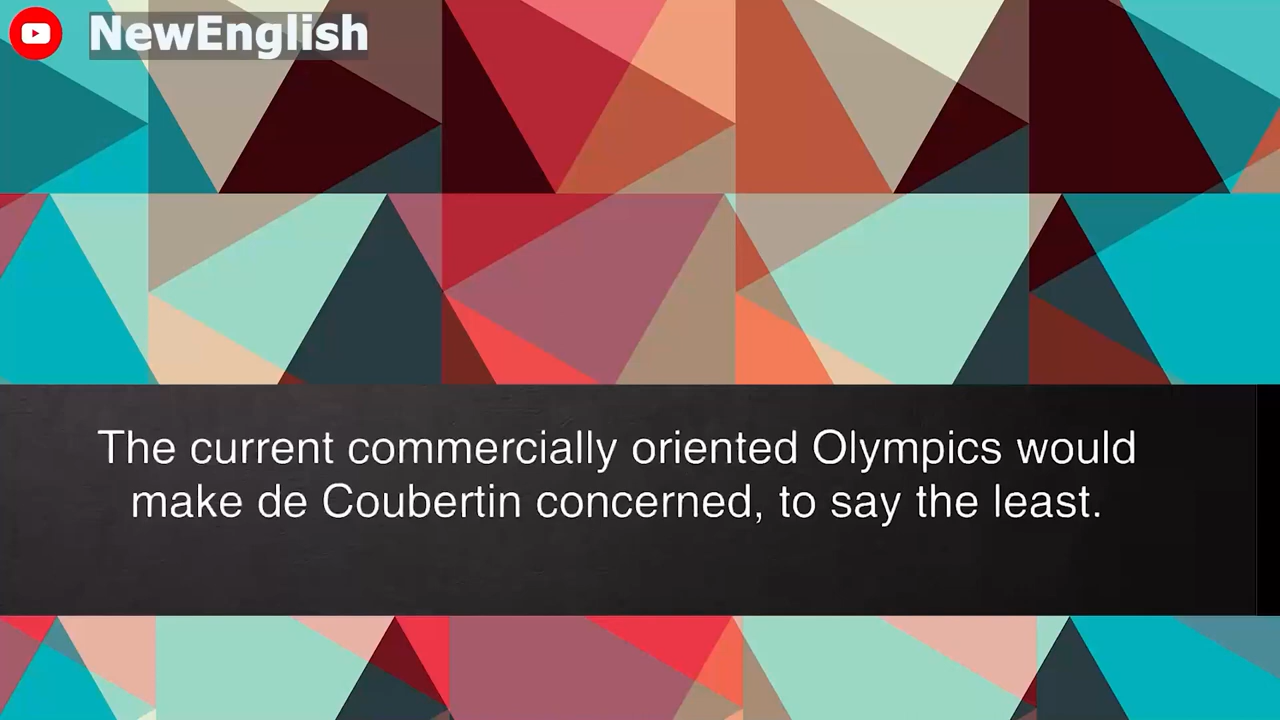 NewEnglish
The current commercially oriented Olympics would
make de Coubertin concerned, to say the least.